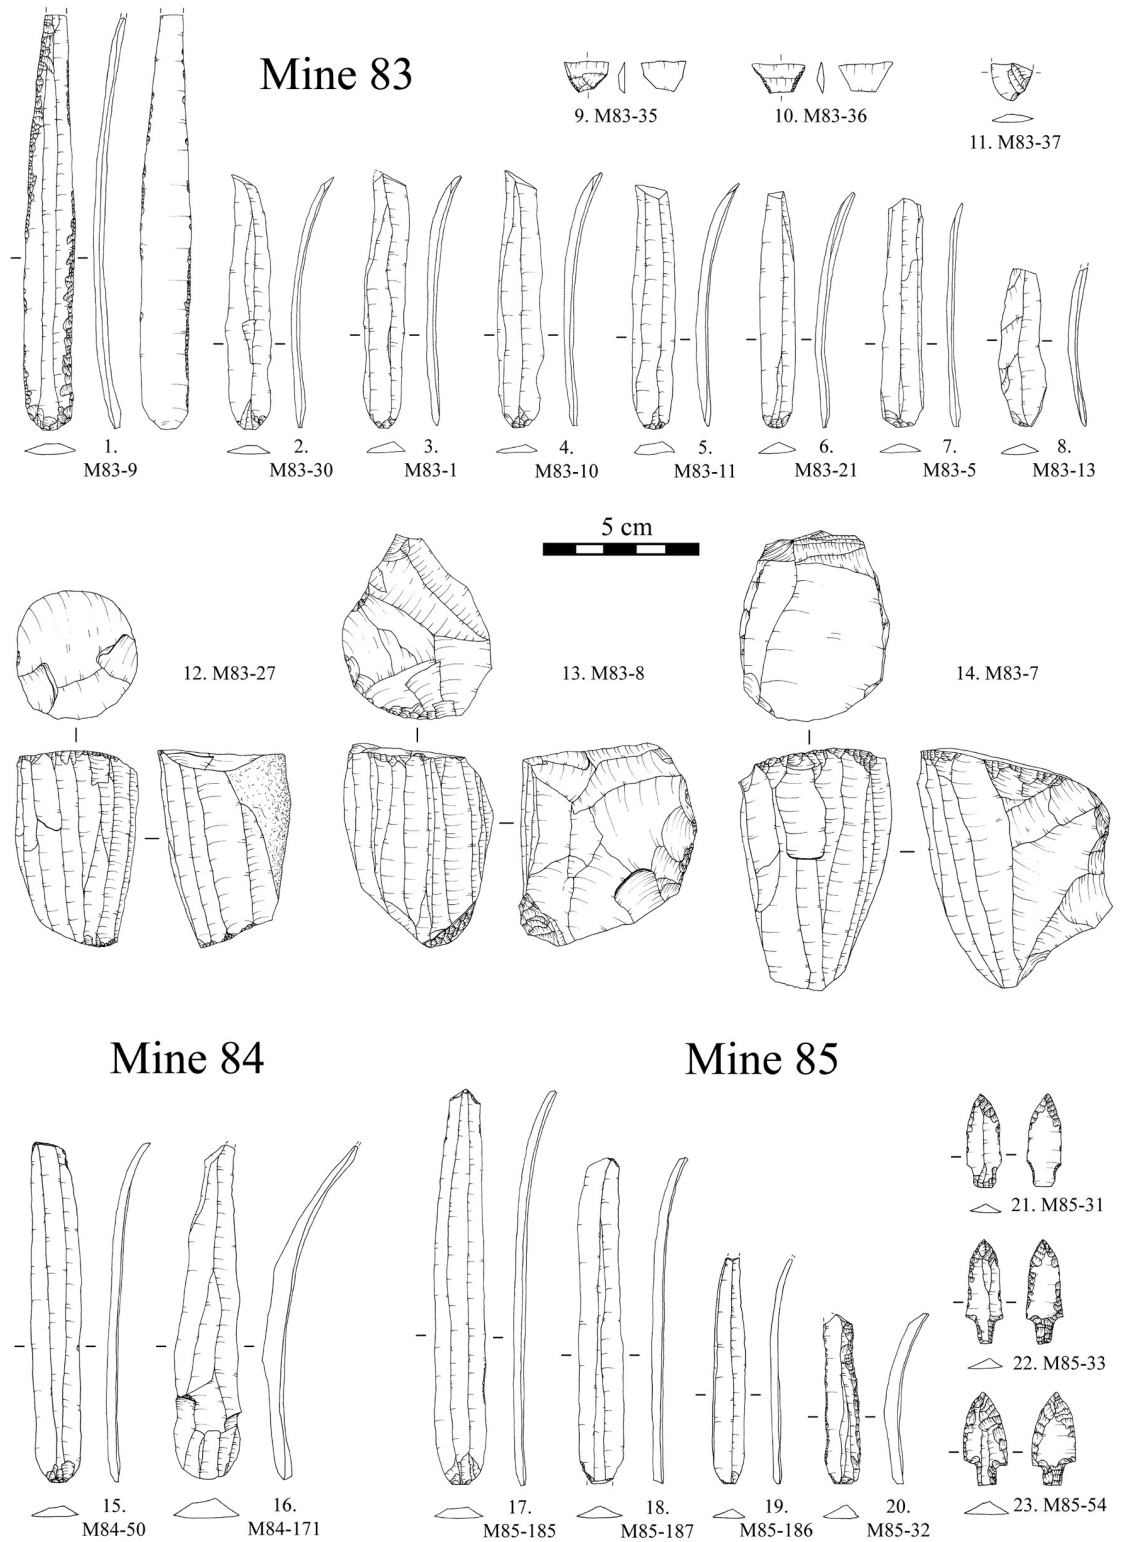 Mine 83
9. M83-35
10. M83-36
11. M83-37
1.
M83-9
2.
M83-30
3.
M83-1
4.
M83-10
5.
M83-11
6.
M83-21
7.
M83-5
8.
M83-13
5 cm
12. M83-27
13. M83-8
14. M83-7
Mine 84
Mine 85
15.
M84-50
16.
M84-171
17.
M85-185
18.
M85-187
19.
M85-186
20.
M85-32
21. M85-31
22. M85-33
23. M85-54